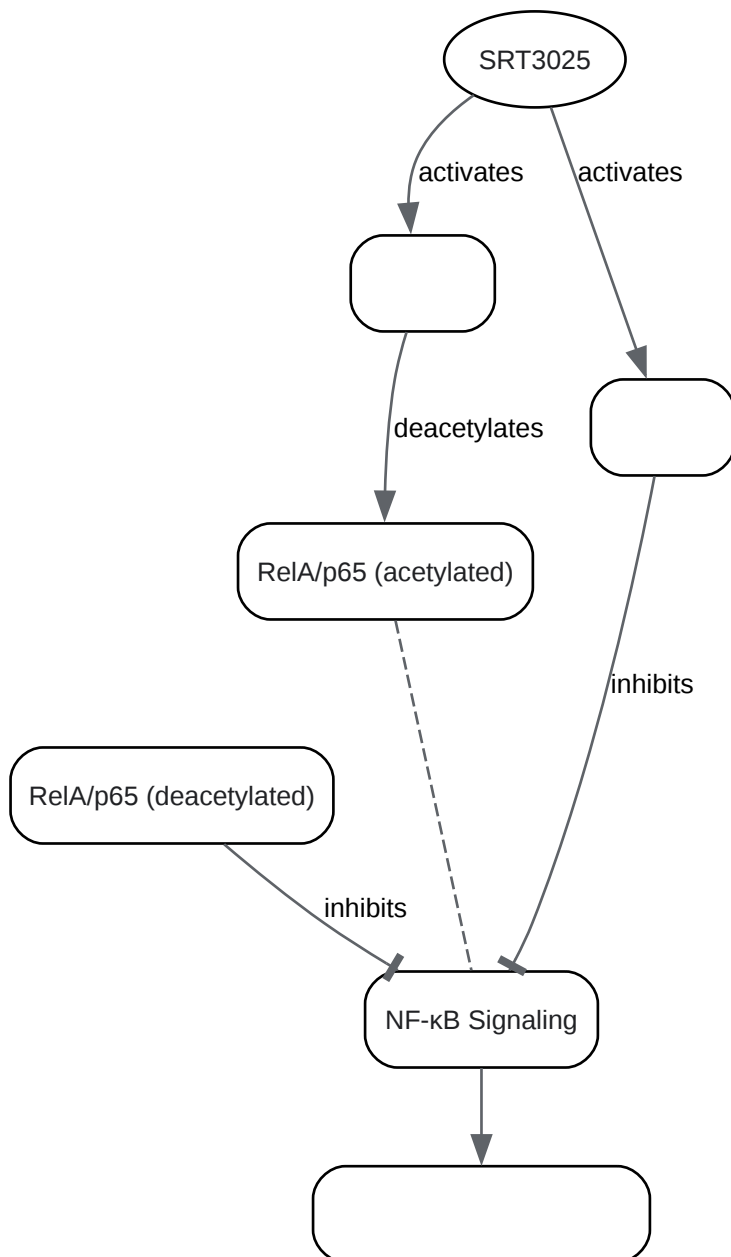 SRT3025
activates
activates
deacetylates
RelA/p65 (acetylated)
inhibits
RelA/p65 (deacetylated)
inhibits
NF-κB Signaling